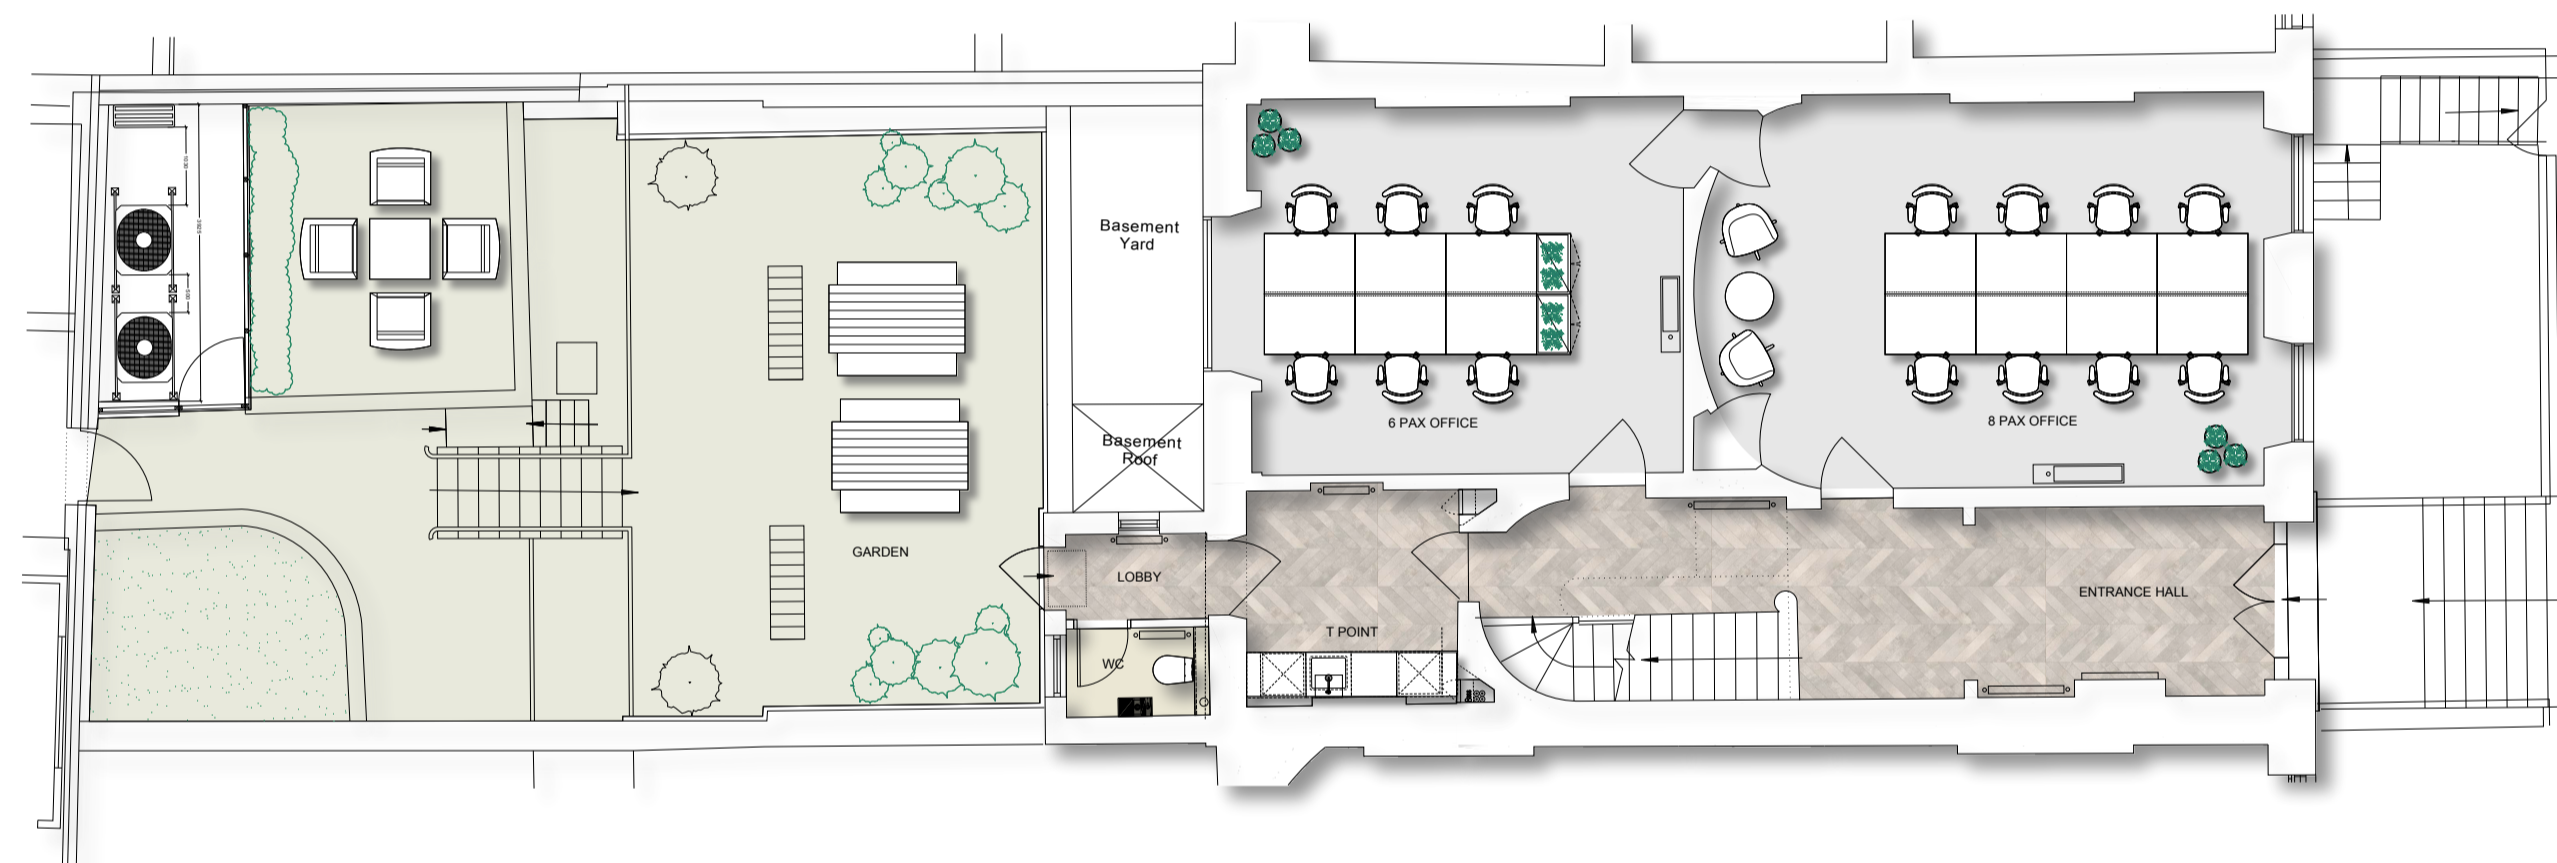 Basement
Yard
6 PAX OFFICE
8 PAX OFFICE
Basement
Roof
GARDEN
LOBBY
ENTRANCE HALL
T POINT
WC